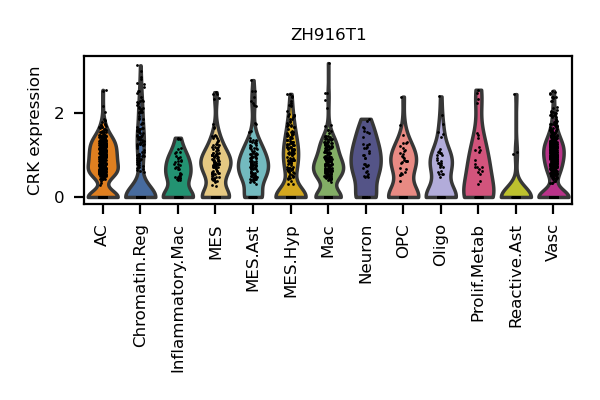 ZH916T1
CRK expression
2
0
AC
Chromatin.Reg
Inflammatory.Mac
MES
MES.Ast
MES.Hyp
Mac
Neuron
OPC
Oligo
Prolif.Metab
Reactive.Ast
Vasc